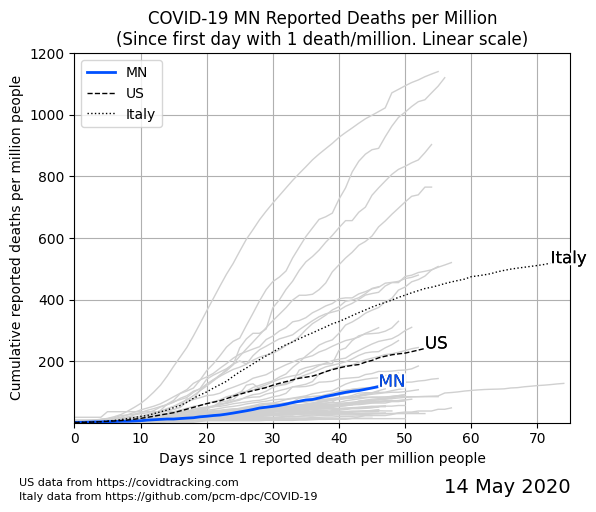 COVID-19 MN Reported Deaths per Million
(Since first day with 1 death/million. Linear scale)
Cumulative reported deaths per million people
1200
1000
800
600
400
200
MN
US
Italy
Italy
US
MN
0
10
20
30
40
50
60
70
Days since 1 reported death per million people
US data from https://covidtracking.com
Italy data from https://github.com/pcm-dpc/COVID-19
14 May 2020